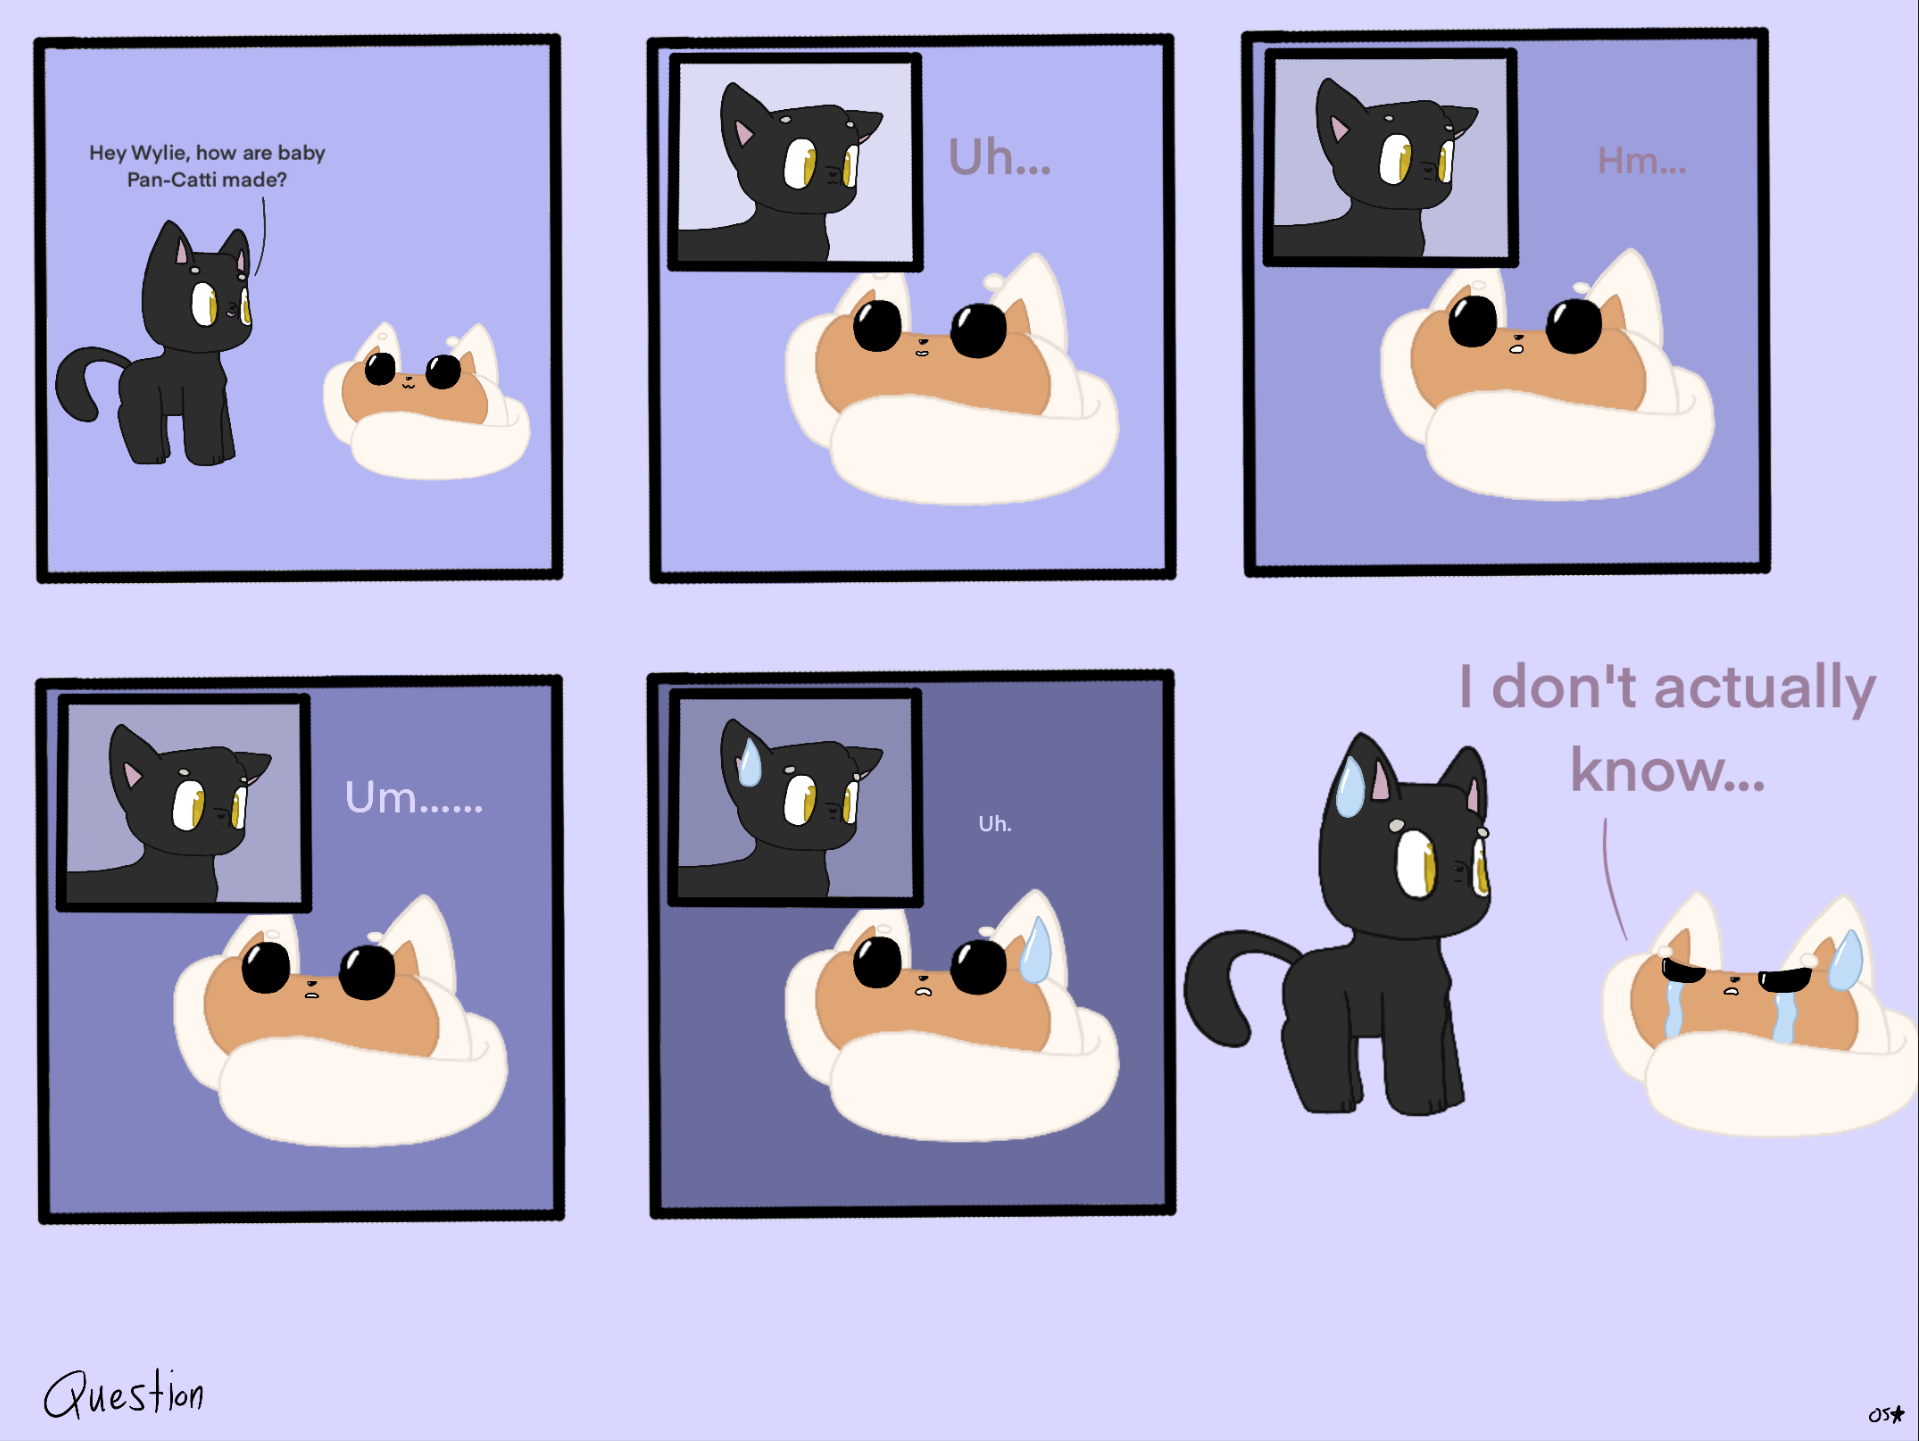 Hey Wylie, how are baby
Pan-Catti made?
Uh...
Hm...
Um......
Uh.
I don't actually
know...
Question
OS★